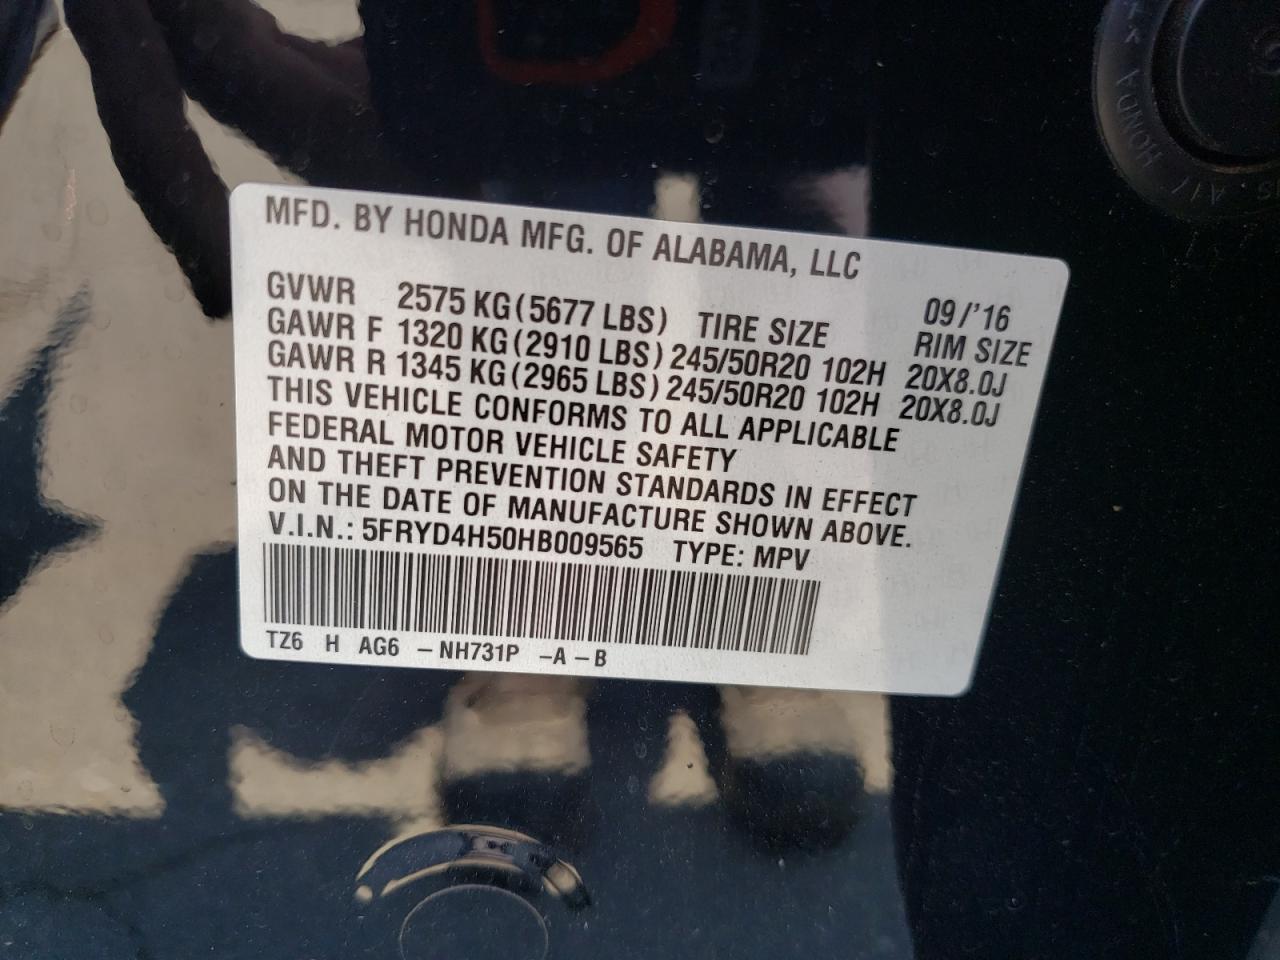 MFD. BY HONDA MFG. OF ALABAMA, LLC
09/'16
GVWR 2575 KG(5677 LBS) TIRE SIZE RIM SIZE
GAWR F 1320 KG(2910 LBS) 245/50R20 102H 20X8.0J
GAWR R 1345 KG(2965 LBS) 245/50R20 102H 20X8.0J
THIS VEHICLE CONFORMS TO ALL APPLICABLE
FEDERAL MOTOR VEHICLE SAFETY
AND THEFT PREVENTION STANDARDS IN EFFECT
ON THE DATE OF MANUFACTURE SHOWN ABOVE.
V.I.N.: 5FRYD4H50HB009565 TYPE: MPV
TZ6 H AG6 -NH731P -A-B
HONDA